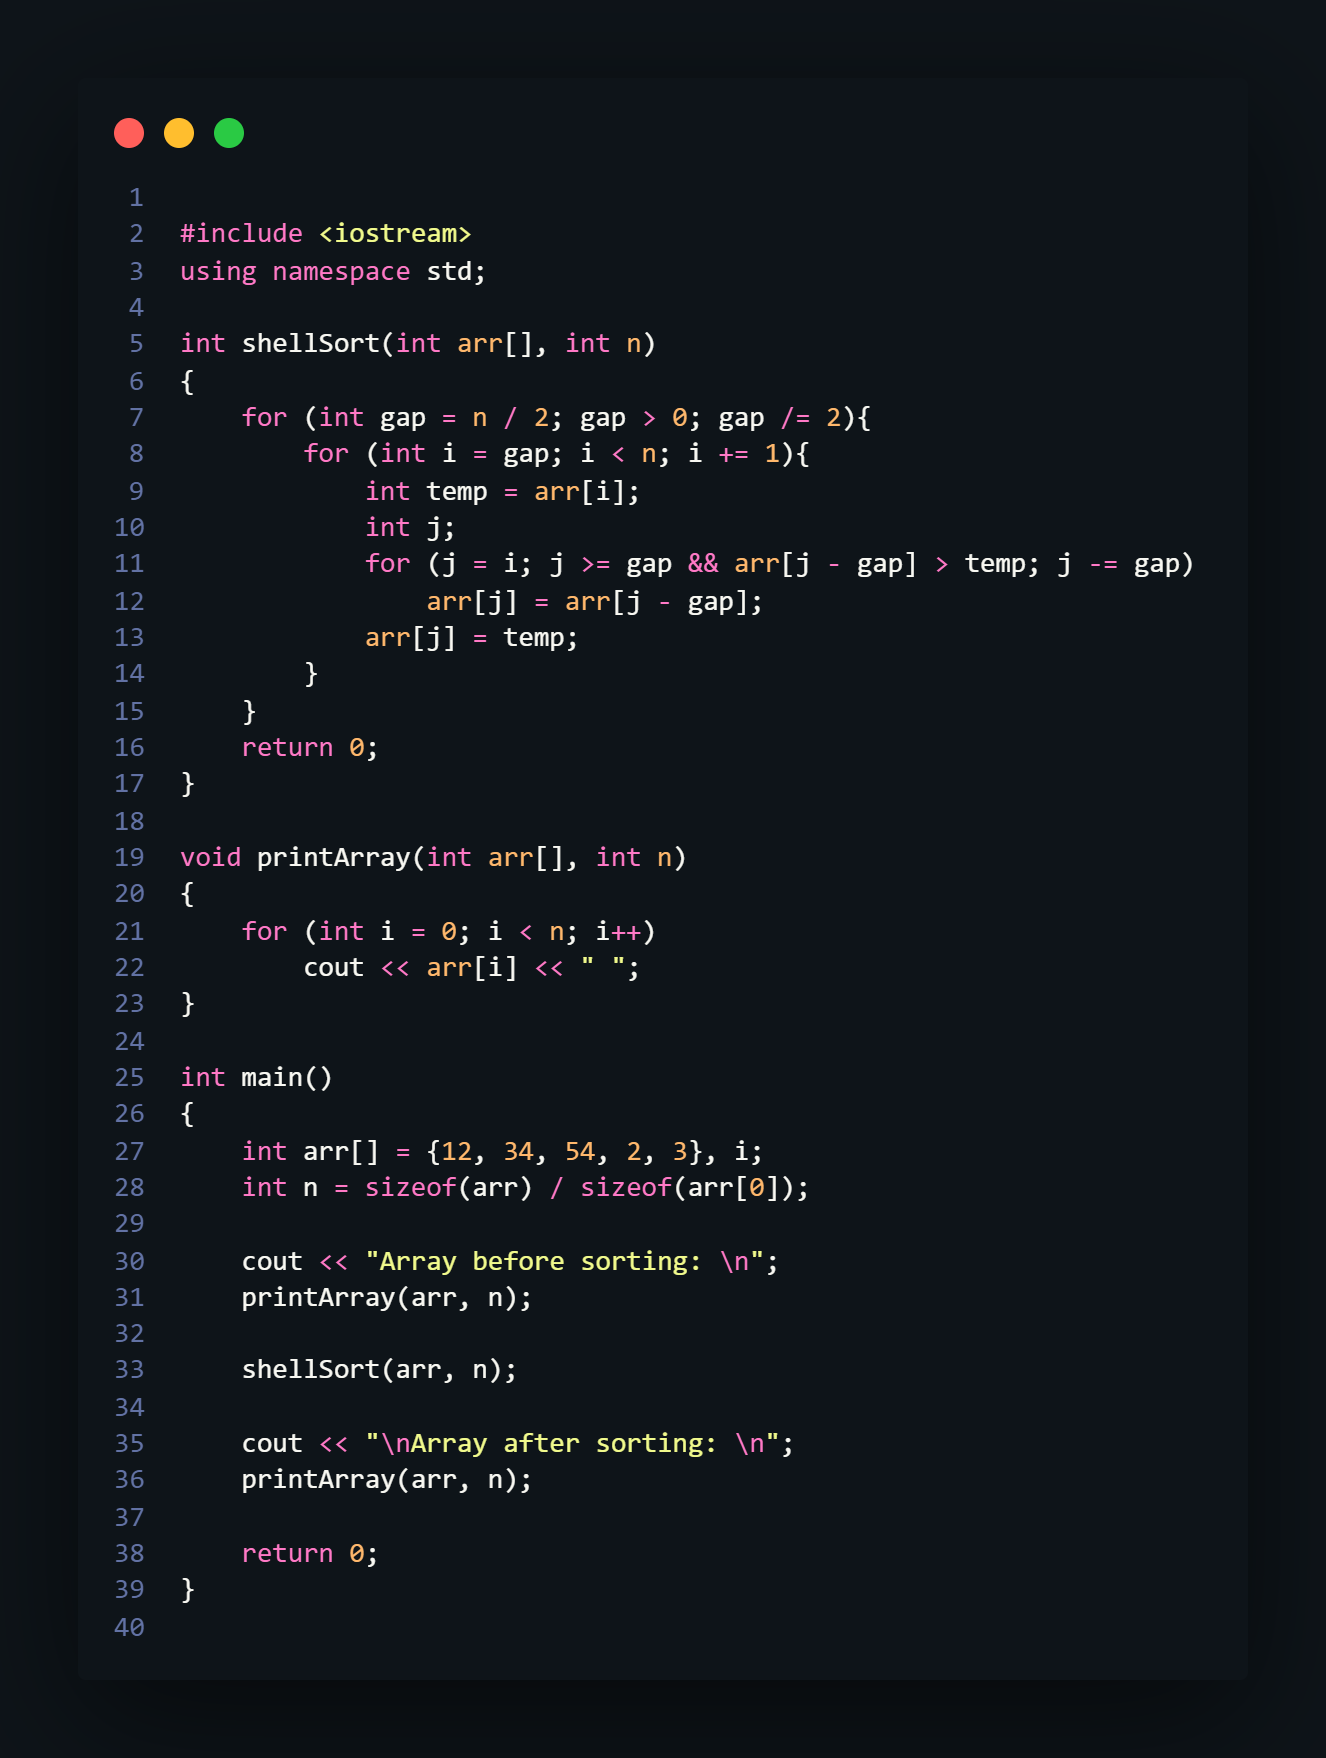 1
2 #include <iostream>
3 using namespace std;
4
5 int shellSort(int arr[], int n)
6 {
7     for (int gap = n / 2; gap > 0; gap /= 2){
8         for (int i = gap; i < n; i += 1){
9             int temp = arr[i];
10             int j;
11             for (j = i; j >= gap && arr[j - gap] > temp; j -= gap)
12                 arr[j] = arr[j - gap];
13             arr[j] = temp;
14         }
15     }
16     return 0;
17 }
18
19 void printArray(int arr[], int n)
20 {
21     for (int i = 0; i < n; i++)
22         cout << arr[i] << " ";
23 }
24
25 int main()
26 {
27     int arr[] = {12, 34, 54, 2, 3}, i;
28     int n = sizeof(arr) / sizeof(arr[0]);
29
30     cout << "Array before sorting: \n";
31     printArray(arr, n);
32
33     shellSort(arr, n);
34
35     cout << "\nArray after sorting: \n";
36     printArray(arr, n);
37
38     return 0;
39 }
40